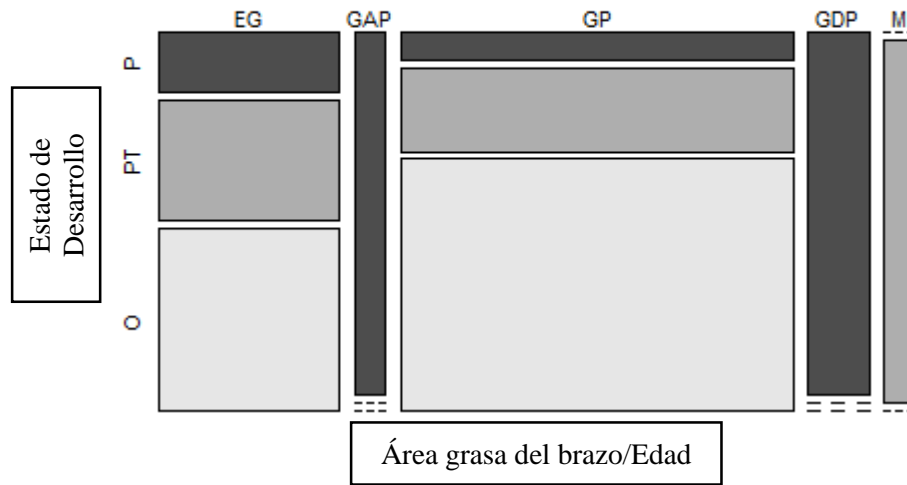 EG GAP GP GDP M
P
PT
O
Estado de
Desarrollo
Área grasa del brazo/Edad